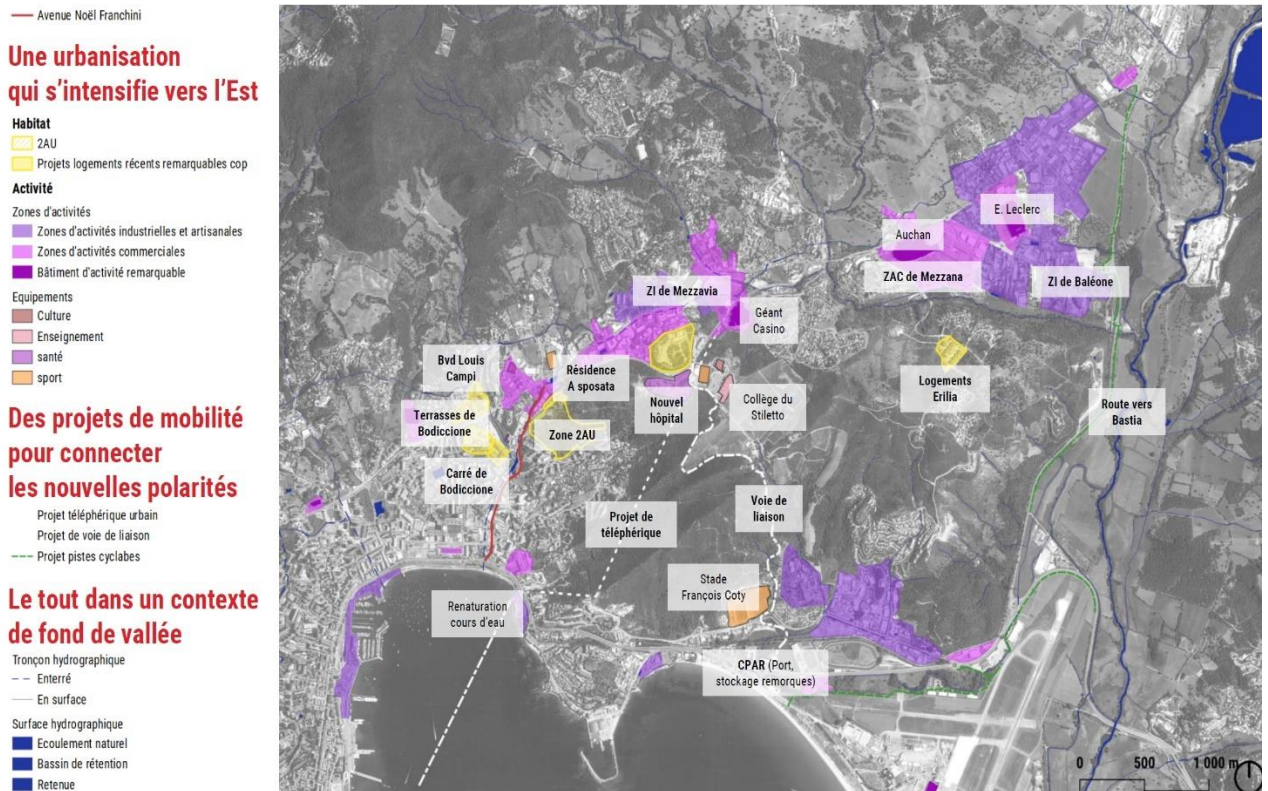 Avenue Noël Franchini
Une urbanisation
qui s'intensifie vers l'Est
Habitat
2AU
Projets logements récents remarquables cop
Activité
Zones d'activités
Zones d'activités industrielles et artisanales
Zones d'activités commerciales
Bâtiment d'activité remarquable
Equipements
Culture
Enseignement
santé
sport
Des projets de mobilité
pour connecter
les nouvelles polarités
Projet téléphérique urbain
Projet de voie de liaison
Projet pistes cyclabes
Le tout dans un contexte
de fond de vallée
Tronçon hydrographique
Enterré
En surface
Surface hydrographique
Ecoulement naturel
Bassin de rétention
Retenue
E. Leclerc
Auchan
ZAC de Mezzana
ZI de Baléone
ZI de Mezzavia
Géant
Casino
Bvd Louis
Campi
Résidence
A sposata
Nouvel
hôpital
Collège du
Stiletto
Logements
Erilia
Route vers
Bastia
Terrasses de
Bodiccione
Zone 2AU
Carré de
Bodiccione
Projet de
téléphérique
Voie de
liaison
Stade
François Coty
Renaturation
cours d'eau
CPAR (Port,
stockage remorques)
0 500 1 000 m